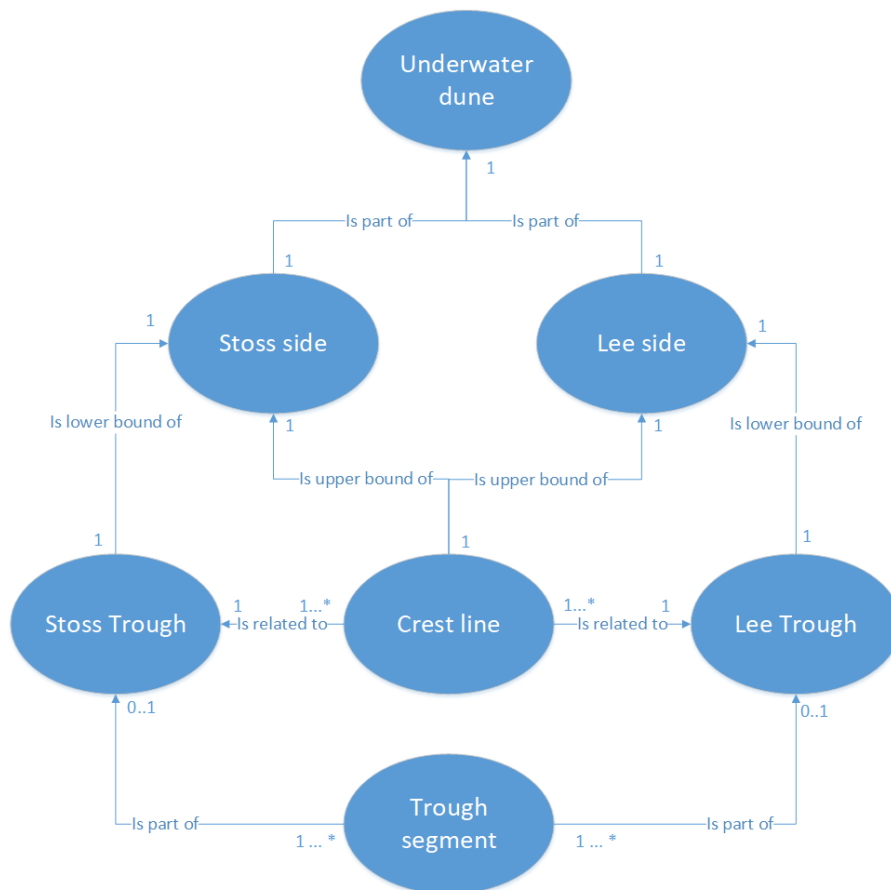 Underwater
dune
1
Is part of
Is part of
1
1
1
1
Stoss side
Lee side
Is lower bound of
Is lower bound of
1
1
Is upper bound of
Is upper bound of
1
1
1
1
1...*
1...*
1
Stoss Trough
Is related to
Crest line
Is related to
Lee Trough
0..1
0..1
Trough
segment
Is part of
Is part of
1 ... *
1 ... *